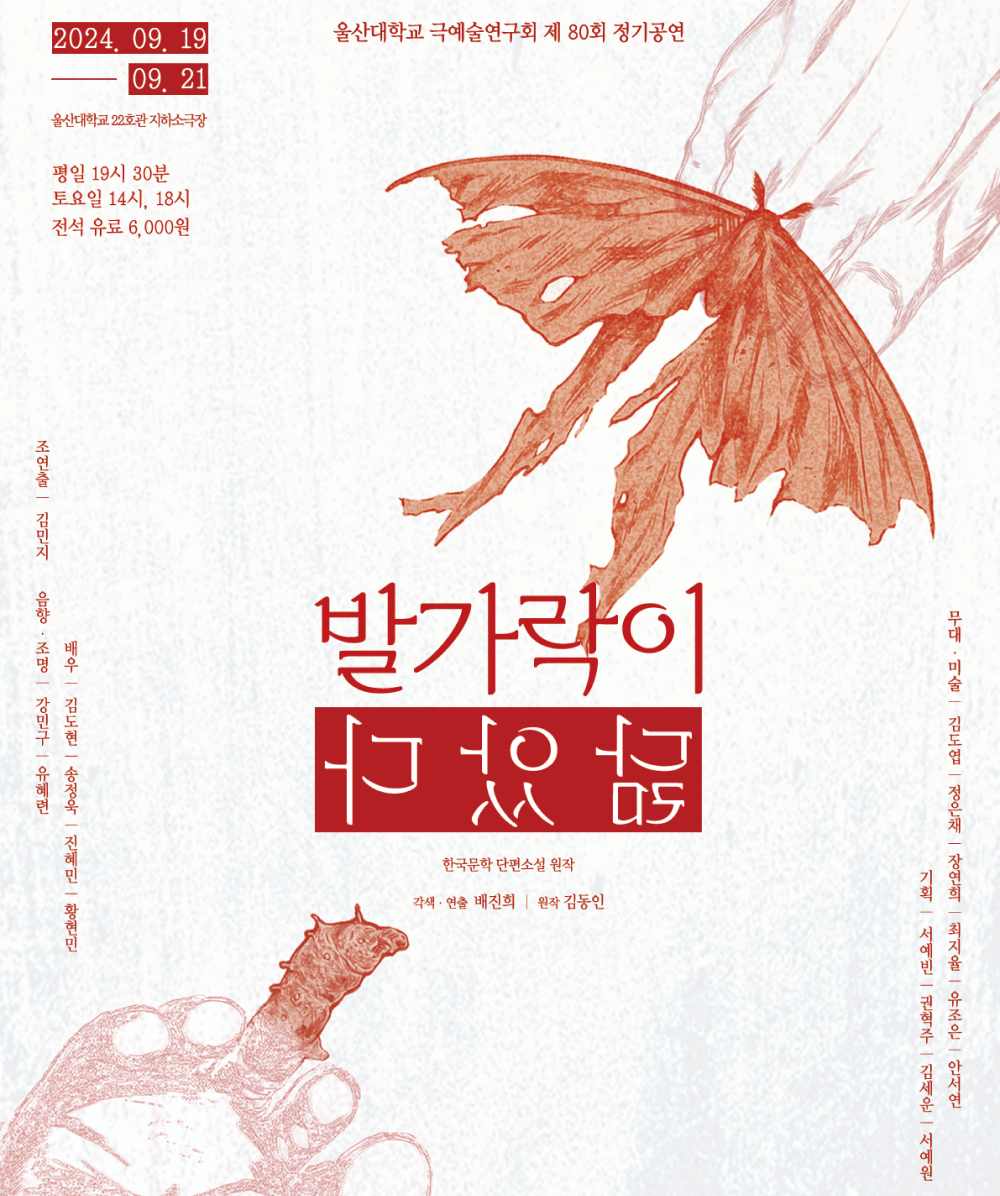 2024. 09. 19
09. 21
울산대학교 22호관 지하소극장
평일 19시 30분
토요일 14시, 18시
전석 유료 6,000원
울산대학교 극예술연구회 제 80회 정기공연
발가락이
닮았다
한국문학 단편소설 원작
각색·연출 배진희 | 원작 김동인
조연출 | 김민지
음향·조명 | 강민구 | 유혜련
배우 | 김도현 | 송정욱 | 진혜민 | 황현민
무대·미술 | 김도엽 | 정은채 | 장연희 | 최지율 | 유조은 | 안서연
기획 | 서예빈 | 권혁주 | 김세운 | 서예원